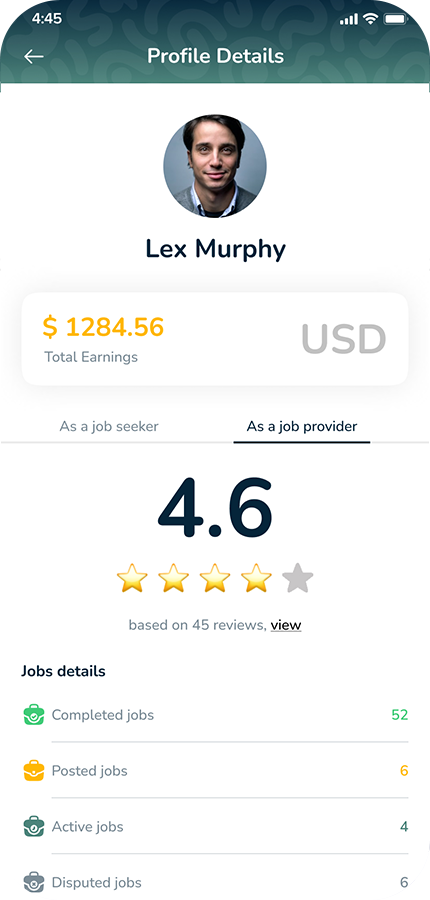 4:45
Profile Details
Lex Murphy
$ 1284.56
USD
Total Earnings
As a job seeker
As a job provider
4.6
based on 45 reviews, view
Jobs details
Completed jobs 52
Posted jobs 6
Active jobs 4
Disputed jobs 6